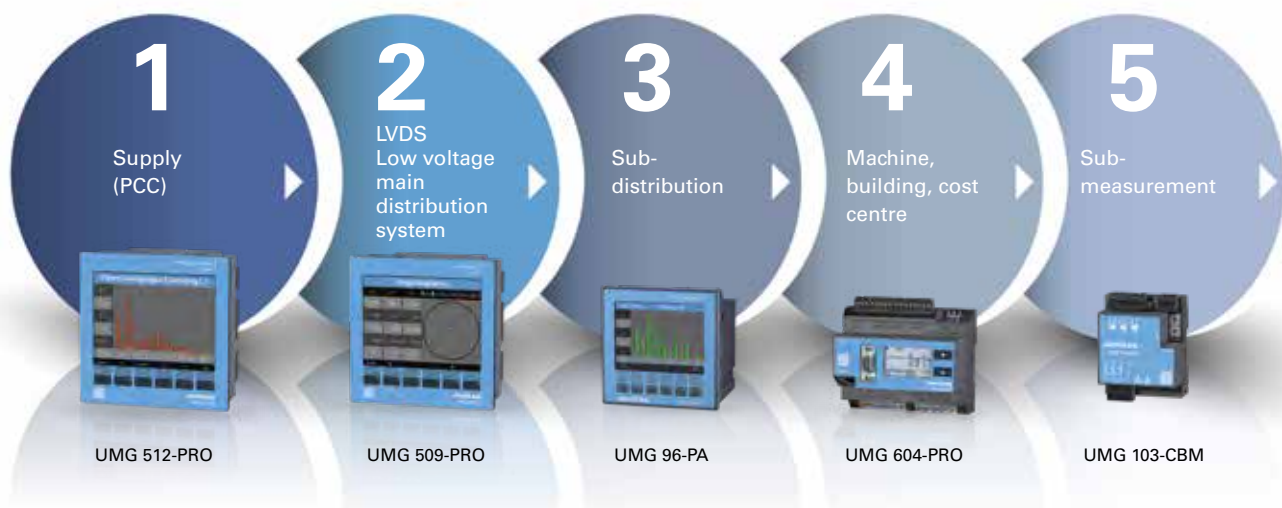 1
Supply
(PCC)
2
LVDS
Low voltage
main
distribution
system
3
Sub-
distribution
4
Machine,
building, cost
centre
5
Sub-
measurement
UMG 512-PRO
UMG 509-PRO
UMG 96-PA
UMG 604-PRO
UMG 103-CBM